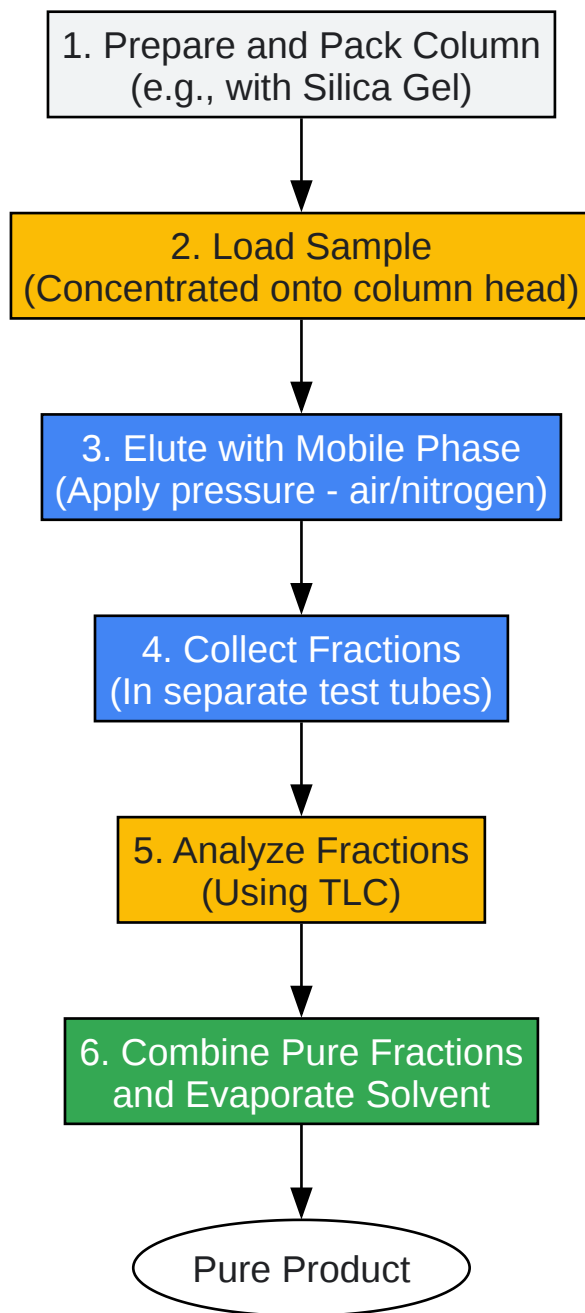 1. Prepare and Pack Column
(e.g., with Silica Gel)
2. Load Sample
(Concentrated onto column head)
3. Elute with Mobile Phase
(Apply pressure - air/nitrogen)
4. Collect Fractions
(In separate test tubes)
5. Analyze Fractions
(Using TLC)
6. Combine Pure Fractions
and Evaporate Solvent
Pure Product